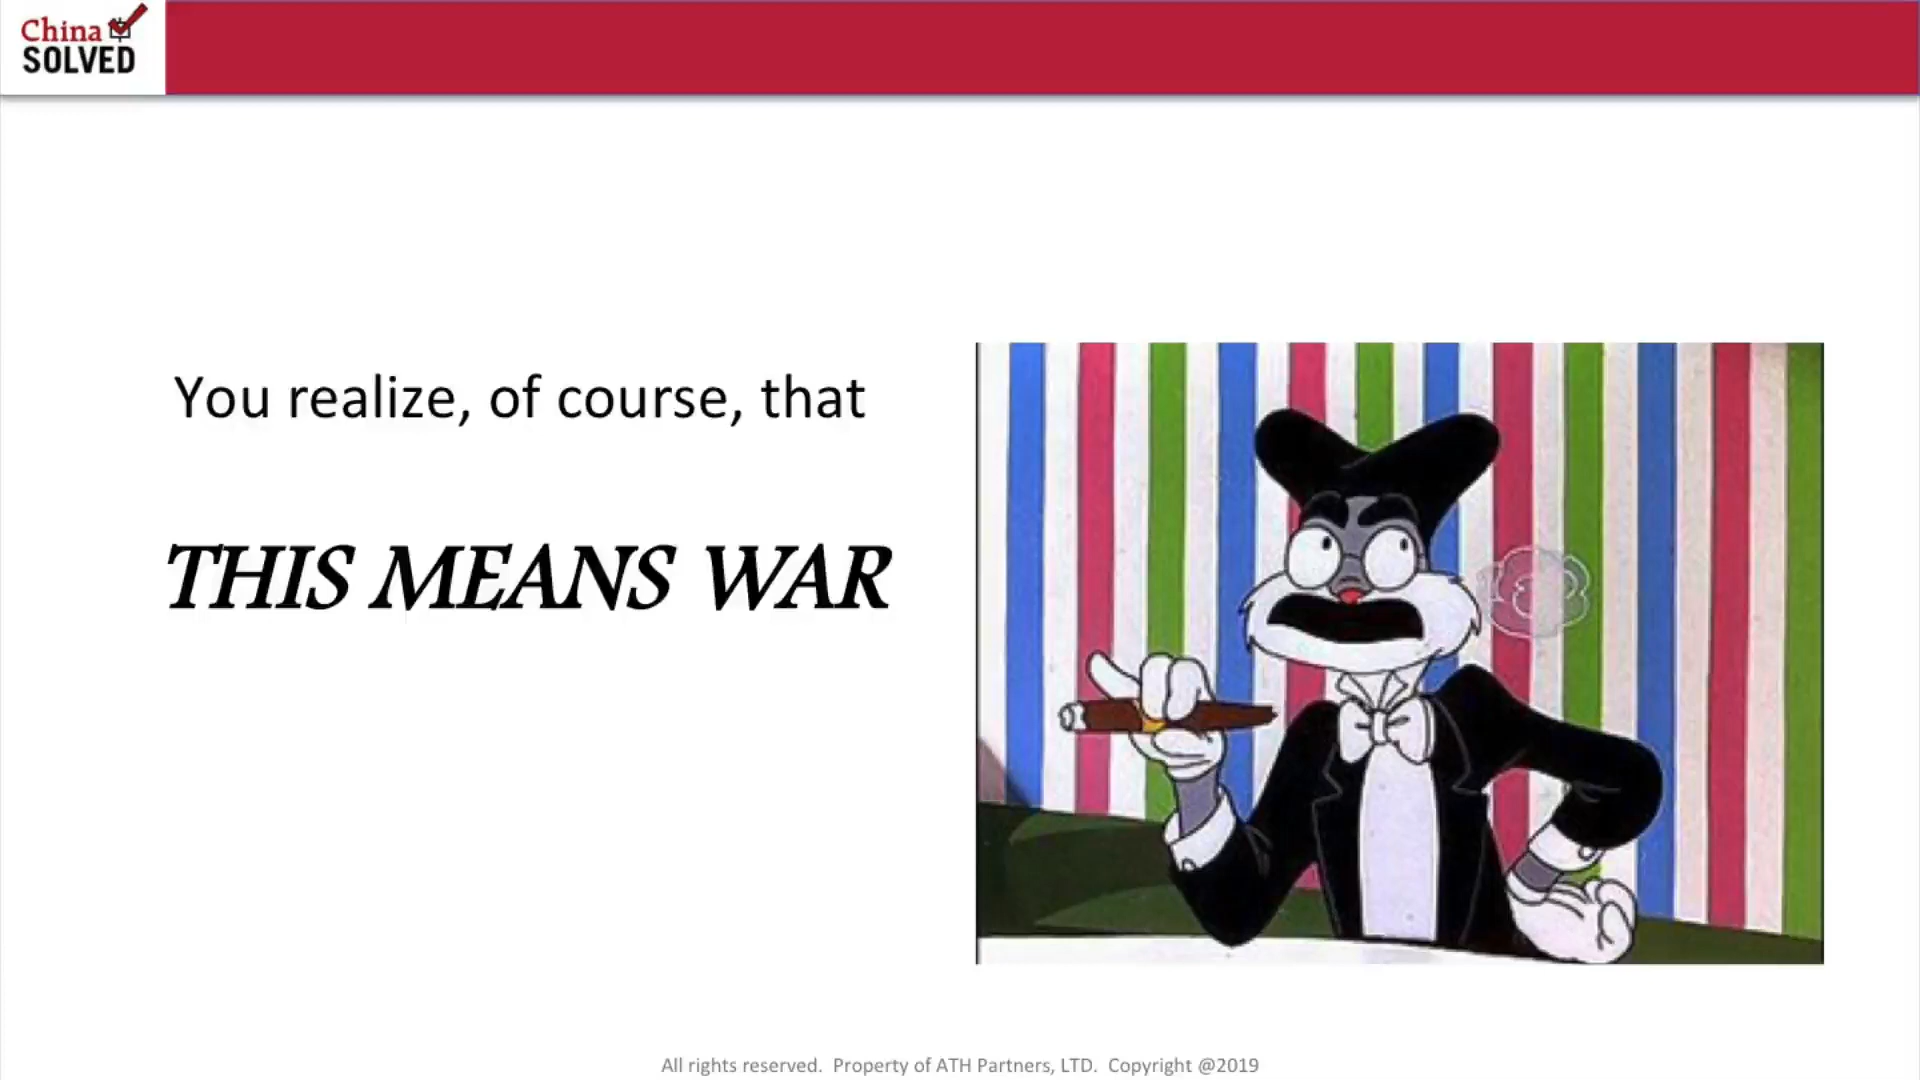 China
SOLVED
You realize, of course, that
THIS MEANS WAR
All rights reserved.  Property of ATH Partners, LTD.  Copyright @2019